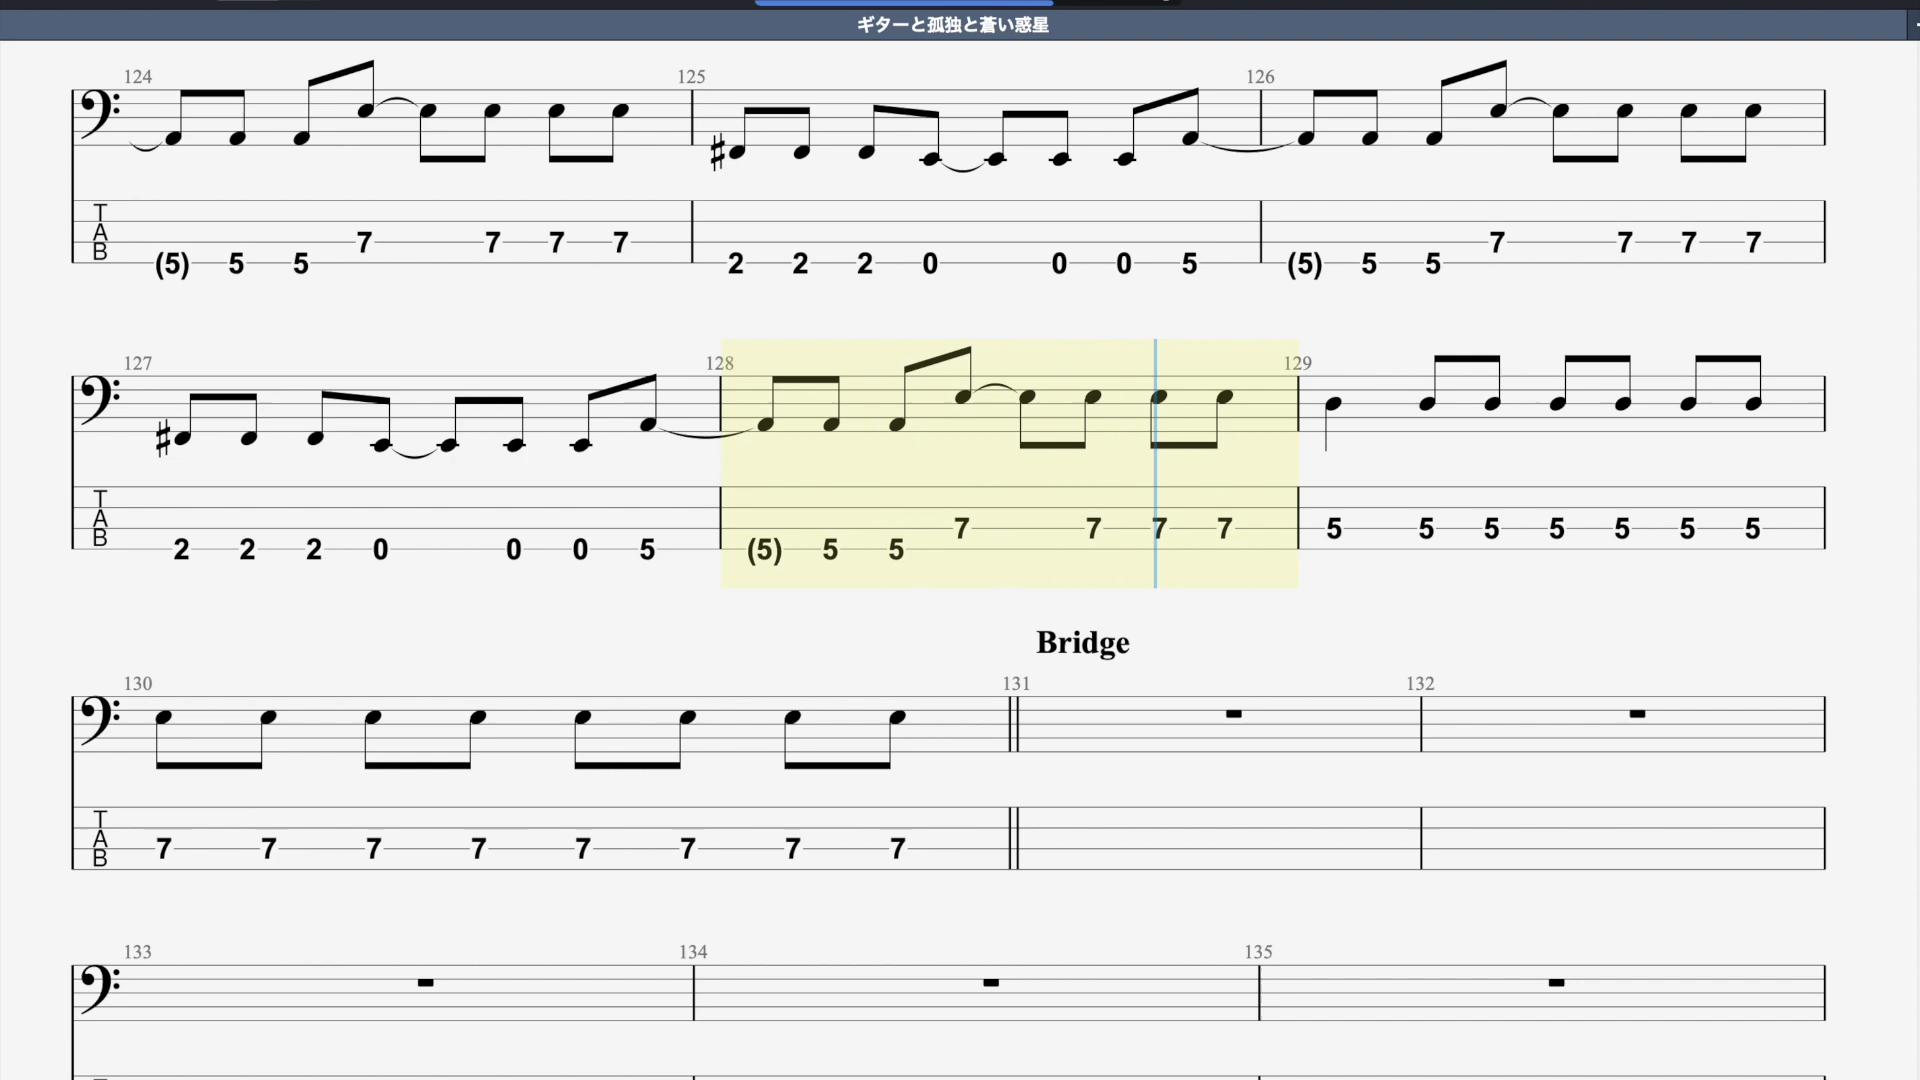 ギターと孤独と蒼い惑星
124 125 126
T
A
B
(5) 5 5 7 7 7 7 2 2 2 0 0 0 5 (5) 5 5 7 7 7 7
127 128 129
T
A
B
2 2 2 0 0 0 5 (5) 5 5 7 7 7 7 5 5 5 5 5 5 5
Bridge
130 131 132
T
A
B
7 7 7 7 7 7 7 7
133 134 135